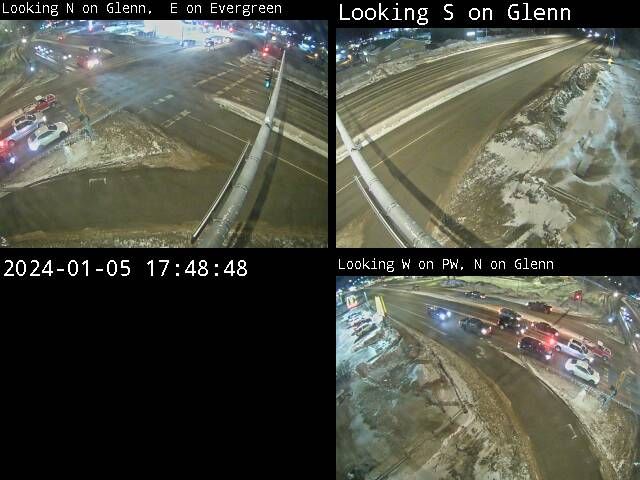 Looking N on Glenn, E on Evergreen
Looking S on Glenn
2024-01-05 17:48:48
Looking W on PW, N on Glenn